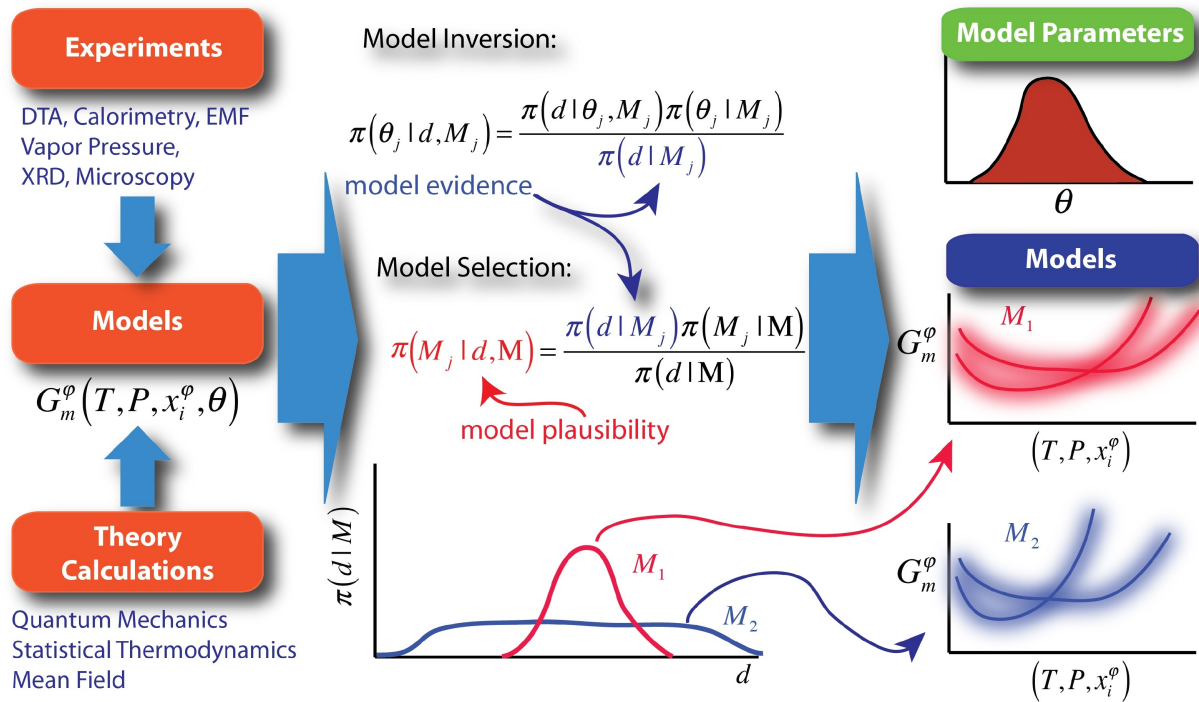 Experiments
DTA, Calorimetry, EMF
Vapor Pressure,
XRD, Microscopy
Models
G_m^φ(T, P, x_i^φ, θ)
Theory
Calculations
Quantum Mechanics
Statistical Thermodynamics
Mean Field
Model Inversion:
π(θ_j | d, M_j) = π(d | θ_j, M_j) π(θ_j | M_j) / π(d | M_j)
model evidence
Model Selection:
π(M_j | d, M) = π(d | M_j) π(M_j | M) / π(d | M)
model plausibility
π(d | M)
M_1
M_2
d
Model Parameters
θ
Models
M_1
G_m^φ
(T, P, x_i^φ)
M_2
G_m^φ
(T, P, x_i^φ)